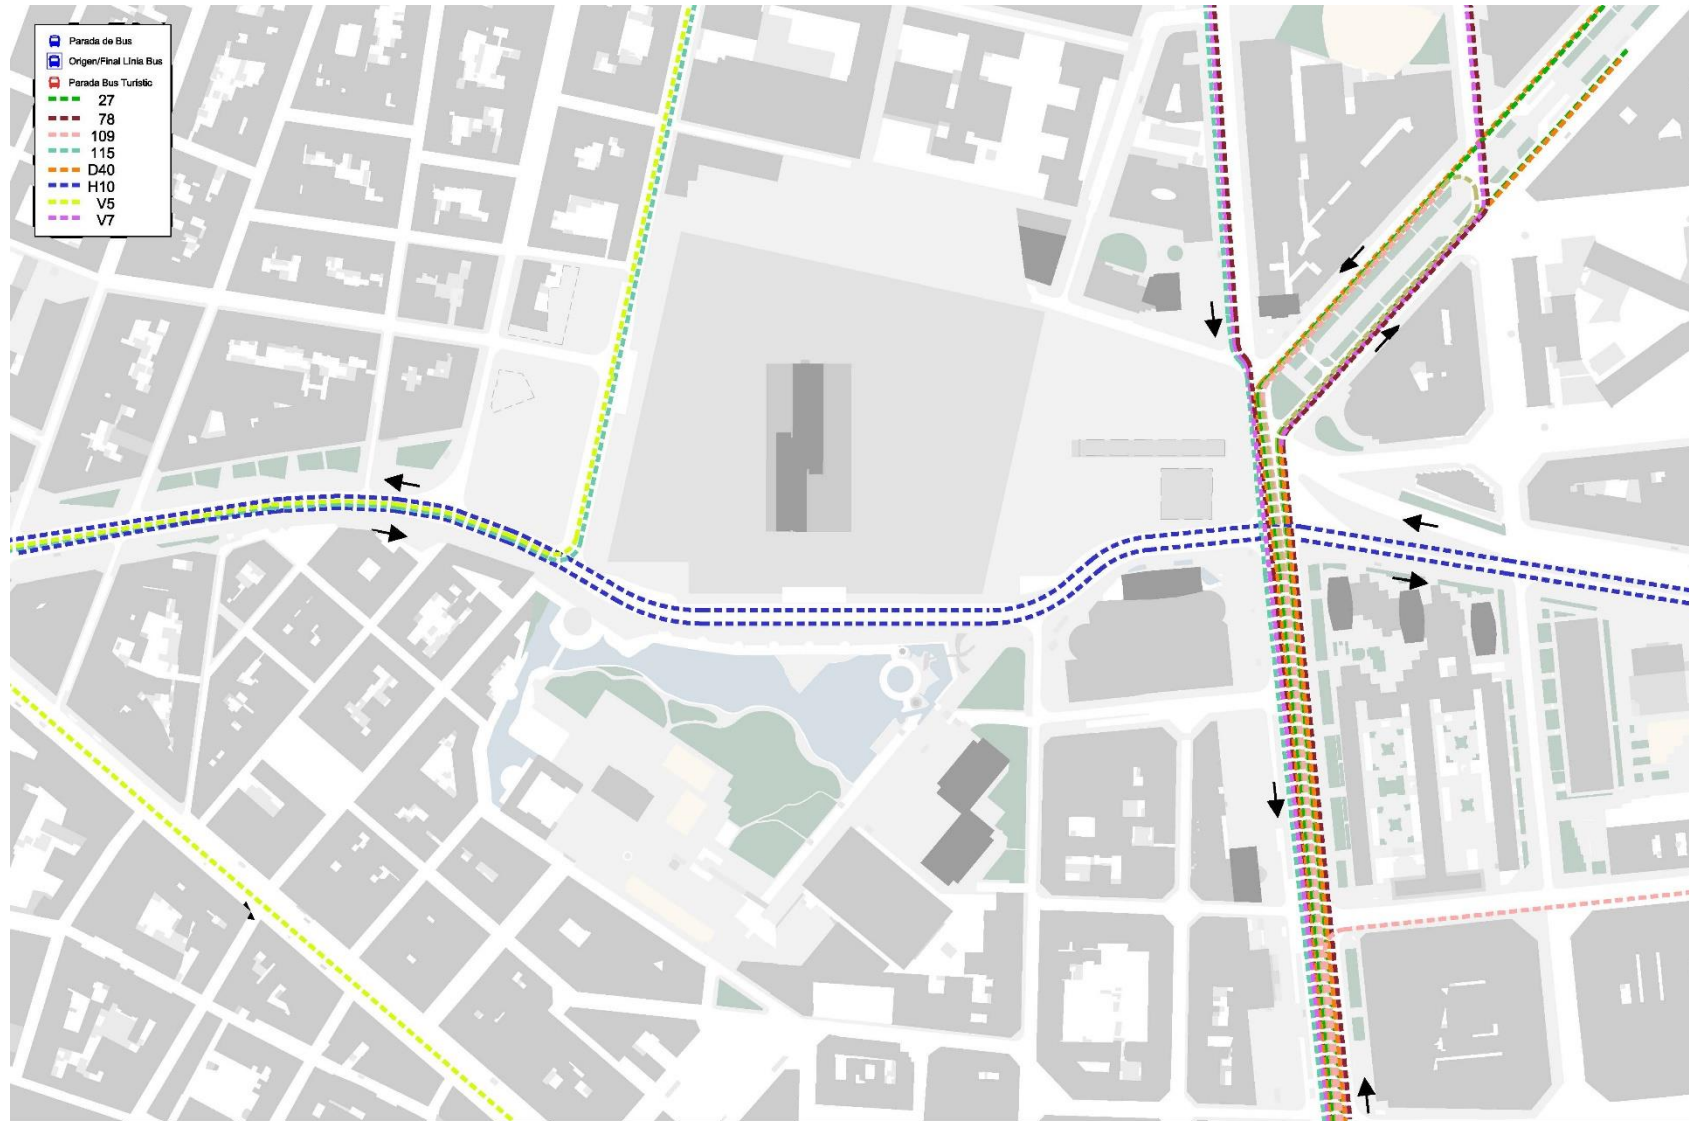 Parada de Bus
Origen/Final Línia Bus
Parada Bus Turístic
27
78
109
115
D40
H10
V5
V7